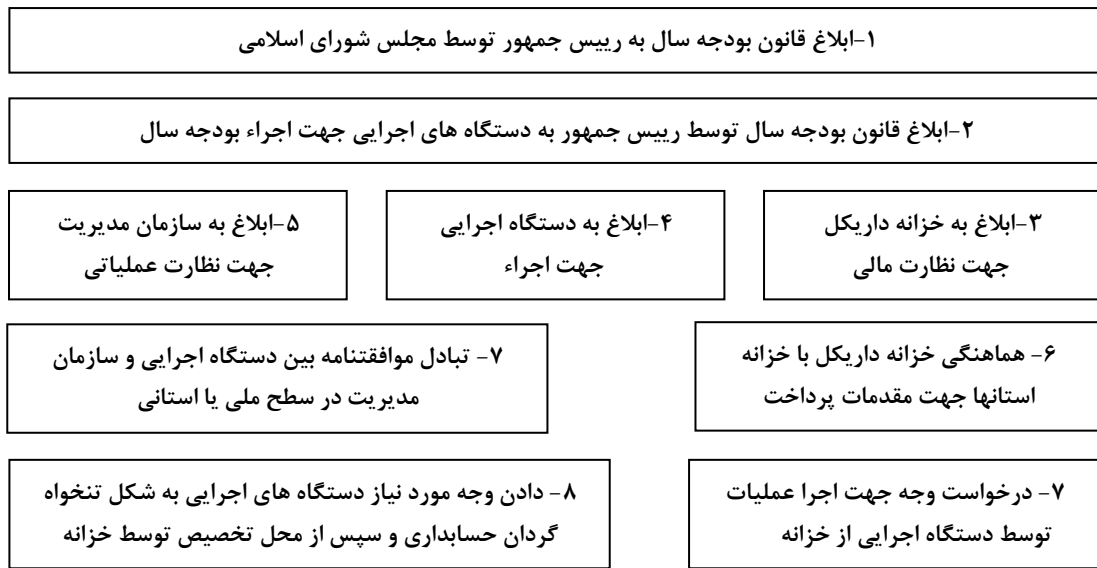 ۱-ابلاغ قانون بودجه سال به رییس جمهور توسط مجلس شورای اسلامی
۲-ابلاغ قانون بودجه سال توسط رییس جمهور به دستگاه های اجرایی جهت اجراء بودجه سال
۳-ابلاغ به خزانه داریکل
جهت نظارت مالی
۴-ابلاغ به دستگاه اجرایی
جهت اجراء
۵-ابلاغ به سازمان مدیریت
جهت نظارت عملیاتی
۶- هماهنگی خزانه داریکل با خزانه
استانها جهت مقدمات پرداخت
۷- تبادل موافقتنامه بین دستگاه اجرایی و سازمان
مدیریت در سطح ملی یا استانی
۷- درخواست وجه جهت اجرا عملیات
توسط دستگاه اجرایی از خزانه
۸- دادن وجه مورد نیاز دستگاه های اجرایی به شکل تنخواه
گردان حسابداری و سپس از محل تخصیص توسط خزانه